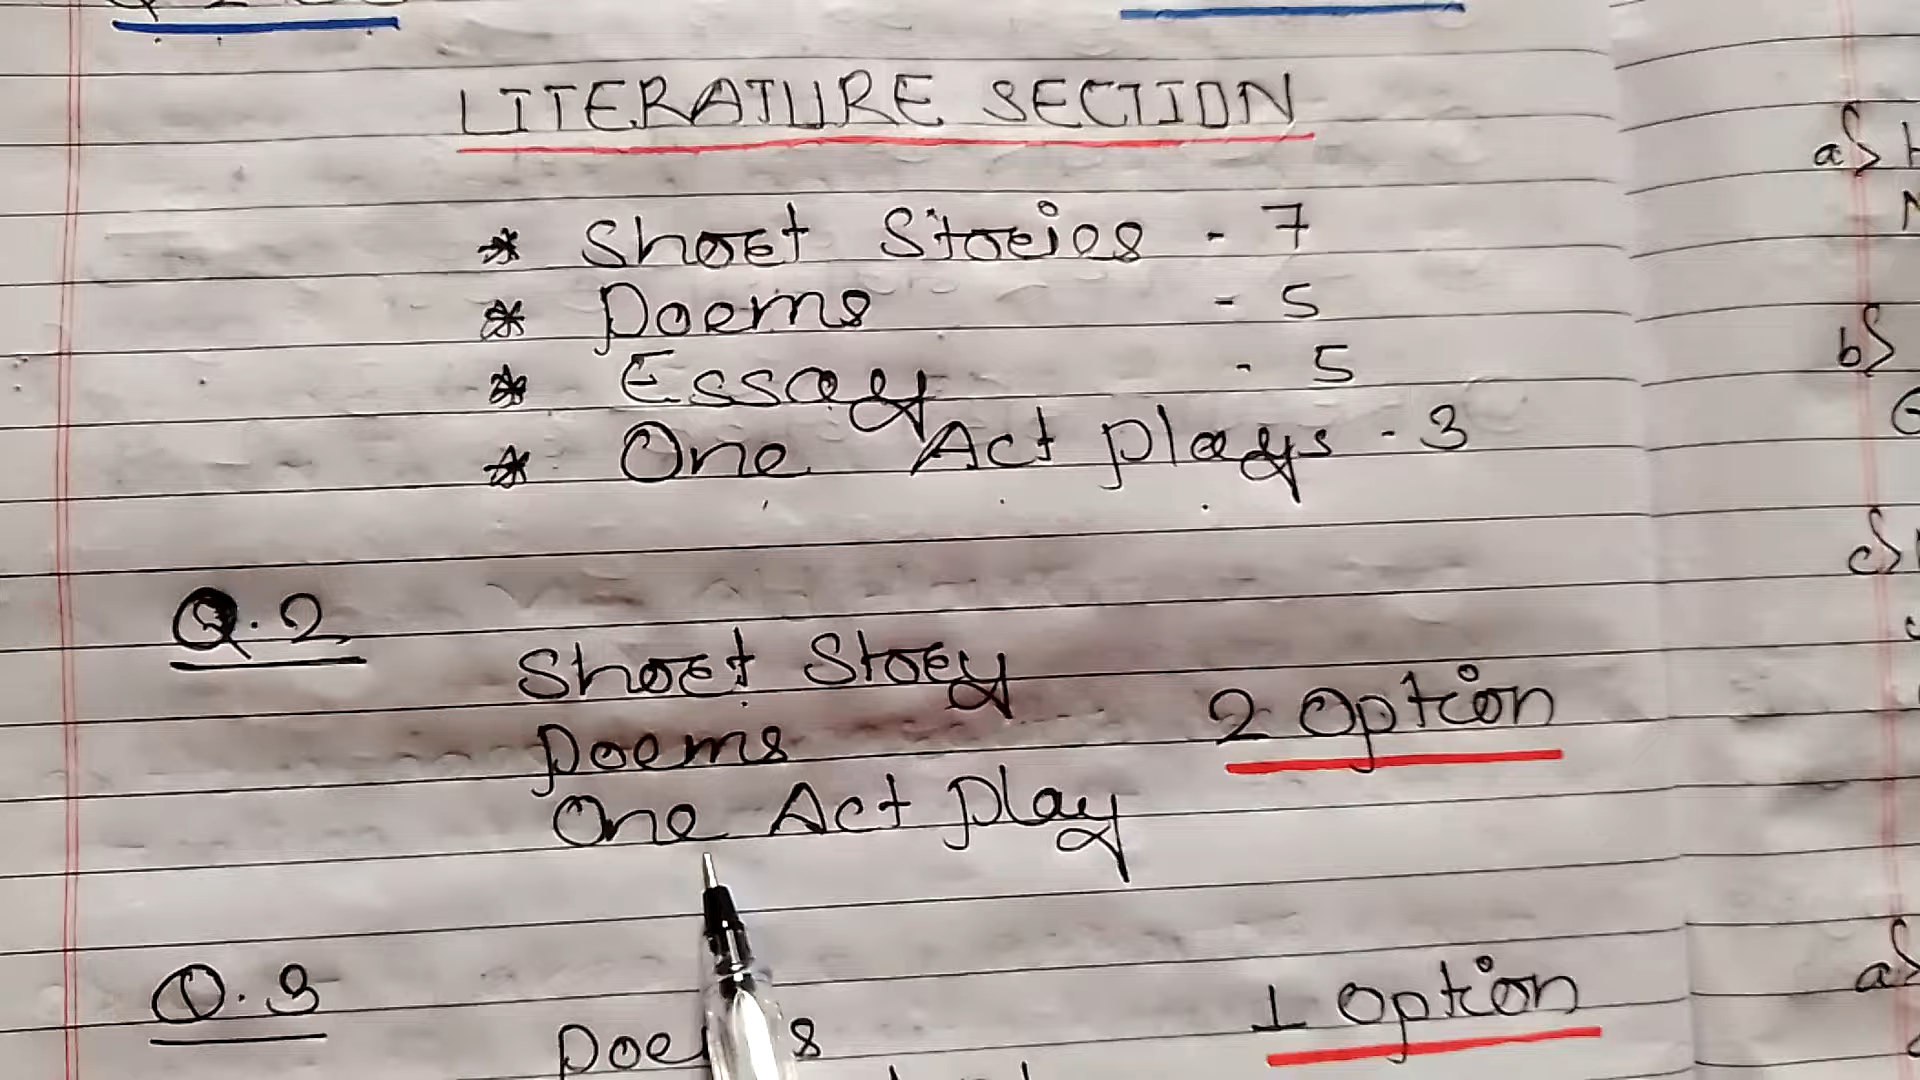 LITERATURE SECTION
* Short Stories - 7
* Poems - 5
* Essay - 5
* One Act plays - 3
Q.2
Short Story
Poems
2 option
One Act play
Q.3
1 option
a)
b)
c)
a)